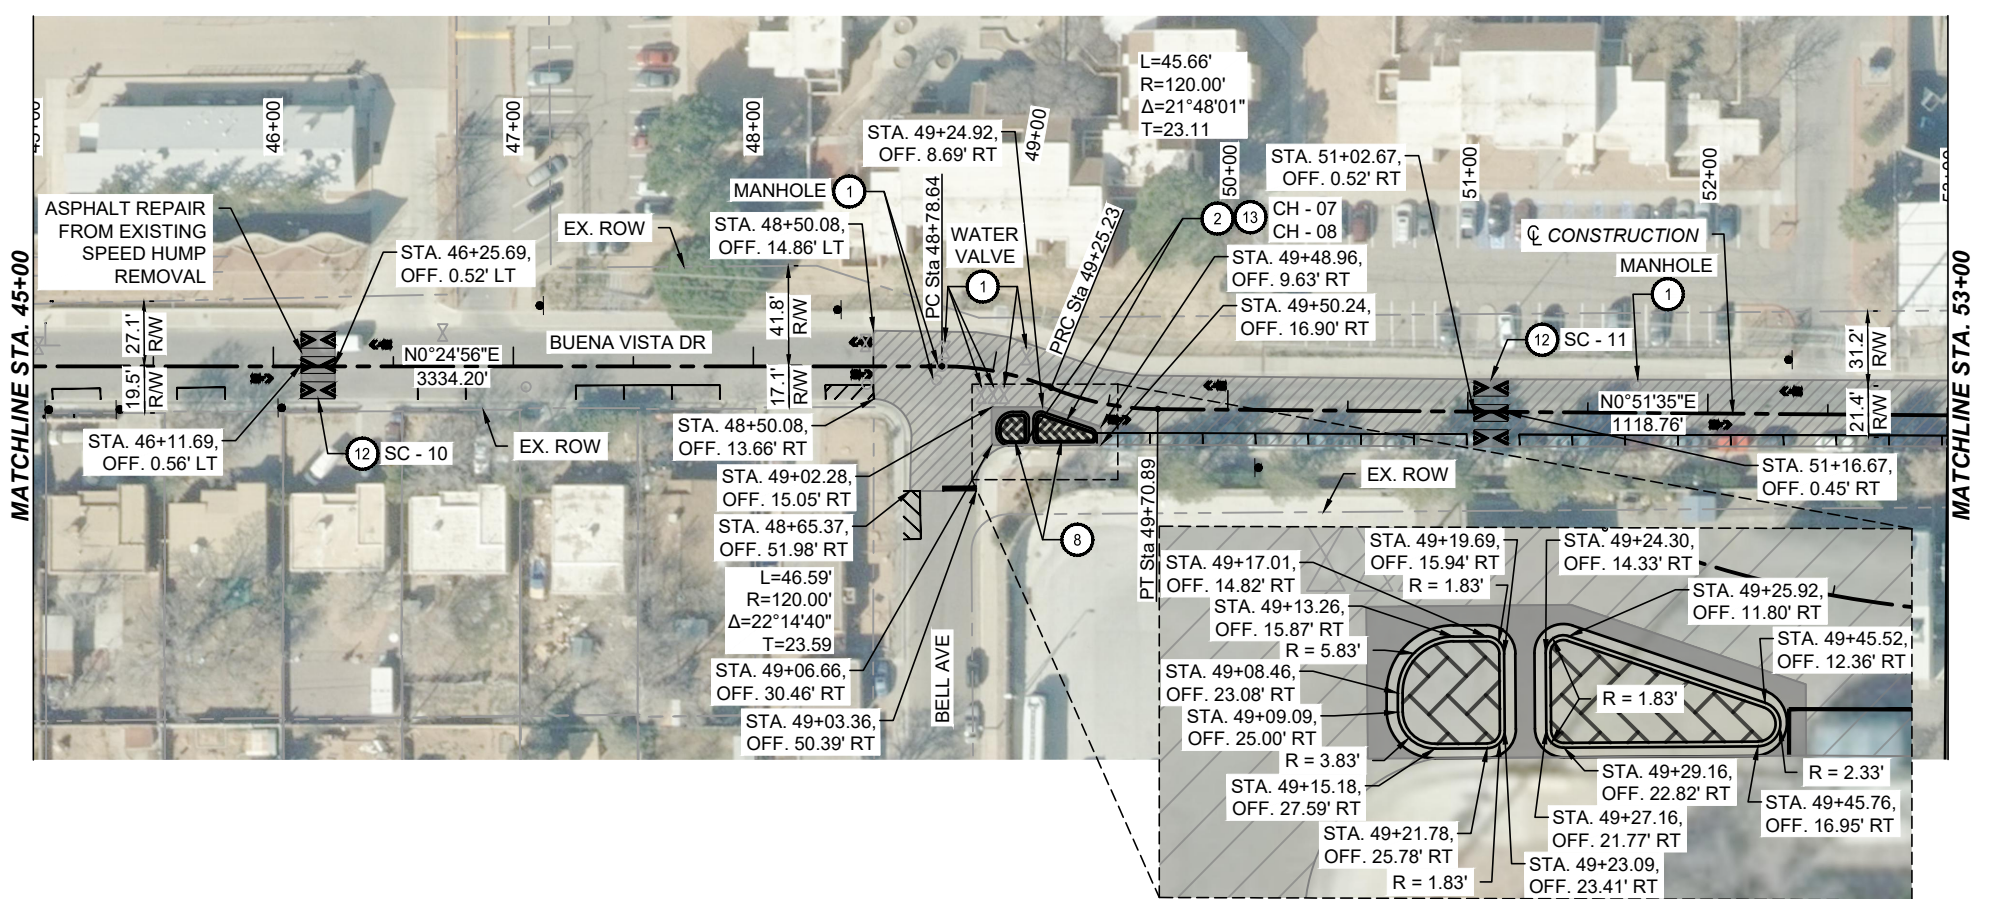 MATCHLINE STA. 45+00
46+00
47+00
48+00
49+00
50+00
51+00
52+00
MATCHLINE STA. 53+00
ASPHALT REPAIR
FROM EXISTING
SPEED HUMP
REMOVAL
STA. 46+25.69,
OFF. 0.52' LT
27.1'
R/W
19.5'
R/W
STA. 46+11.69,
OFF. 0.56' LT
12 SC - 10
N0°24'56"E
3334.20'
EX. ROW
EX. ROW
BUENA VISTA DR
MANHOLE 1
STA. 48+50.08,
OFF. 14.86' LT
41.8'
R/W
17.1'
R/W
STA. 49+24.92,
OFF. 8.69' RT
PC Sta 48+78.64
WATER
VALVE
1
PRC Sta 49+25.23
L=45.66'
R=120.00'
Δ=21°48'01"
T=23.11
2 13 CH - 07
CH - 08
STA. 49+48.96,
OFF. 9.63' RT
STA. 49+50.24,
OFF. 16.90' RT
STA. 51+02.67,
OFF. 0.52' RT
12 SC - 11
℄ CONSTRUCTION
MANHOLE
1
31.2'
R/W
21.4'
R/W
N0°51'35"E
1118.76'
STA. 51+16.67,
OFF. 0.45' RT
EX. ROW
PT Sta 49+70.89
STA. 48+50.08,
OFF. 13.66' RT
STA. 49+02.28,
OFF. 15.05' RT
STA. 48+65.37,
OFF. 51.98' RT
L=46.59'
R=120.00'
Δ=22°14'40"
T=23.59
STA. 49+06.66,
OFF. 30.46' RT
STA. 49+03.36,
OFF. 50.39' RT
BELL AVE
8
STA. 49+19.69,
OFF. 15.94' RT
R = 1.83'
STA. 49+17.01,
OFF. 14.82' RT
STA. 49+13.26,
OFF. 15.87' RT
R = 5.83'
STA. 49+08.46,
OFF. 23.08' RT
STA. 49+09.09,
OFF. 25.00' RT
R = 3.83'
STA. 49+15.18,
OFF. 27.59' RT
STA. 49+21.78,
OFF. 25.78' RT
R = 1.83'
STA. 49+24.30,
OFF. 14.33' RT
STA. 49+25.92,
OFF. 11.80' RT
STA. 49+45.52,
OFF. 12.36' RT
R = 1.83'
R = 2.33'
STA. 49+29.16,
OFF. 22.82' RT
STA. 49+45.76,
OFF. 16.95' RT
STA. 49+27.16,
OFF. 21.77' RT
STA. 49+23.09,
OFF. 23.41' RT